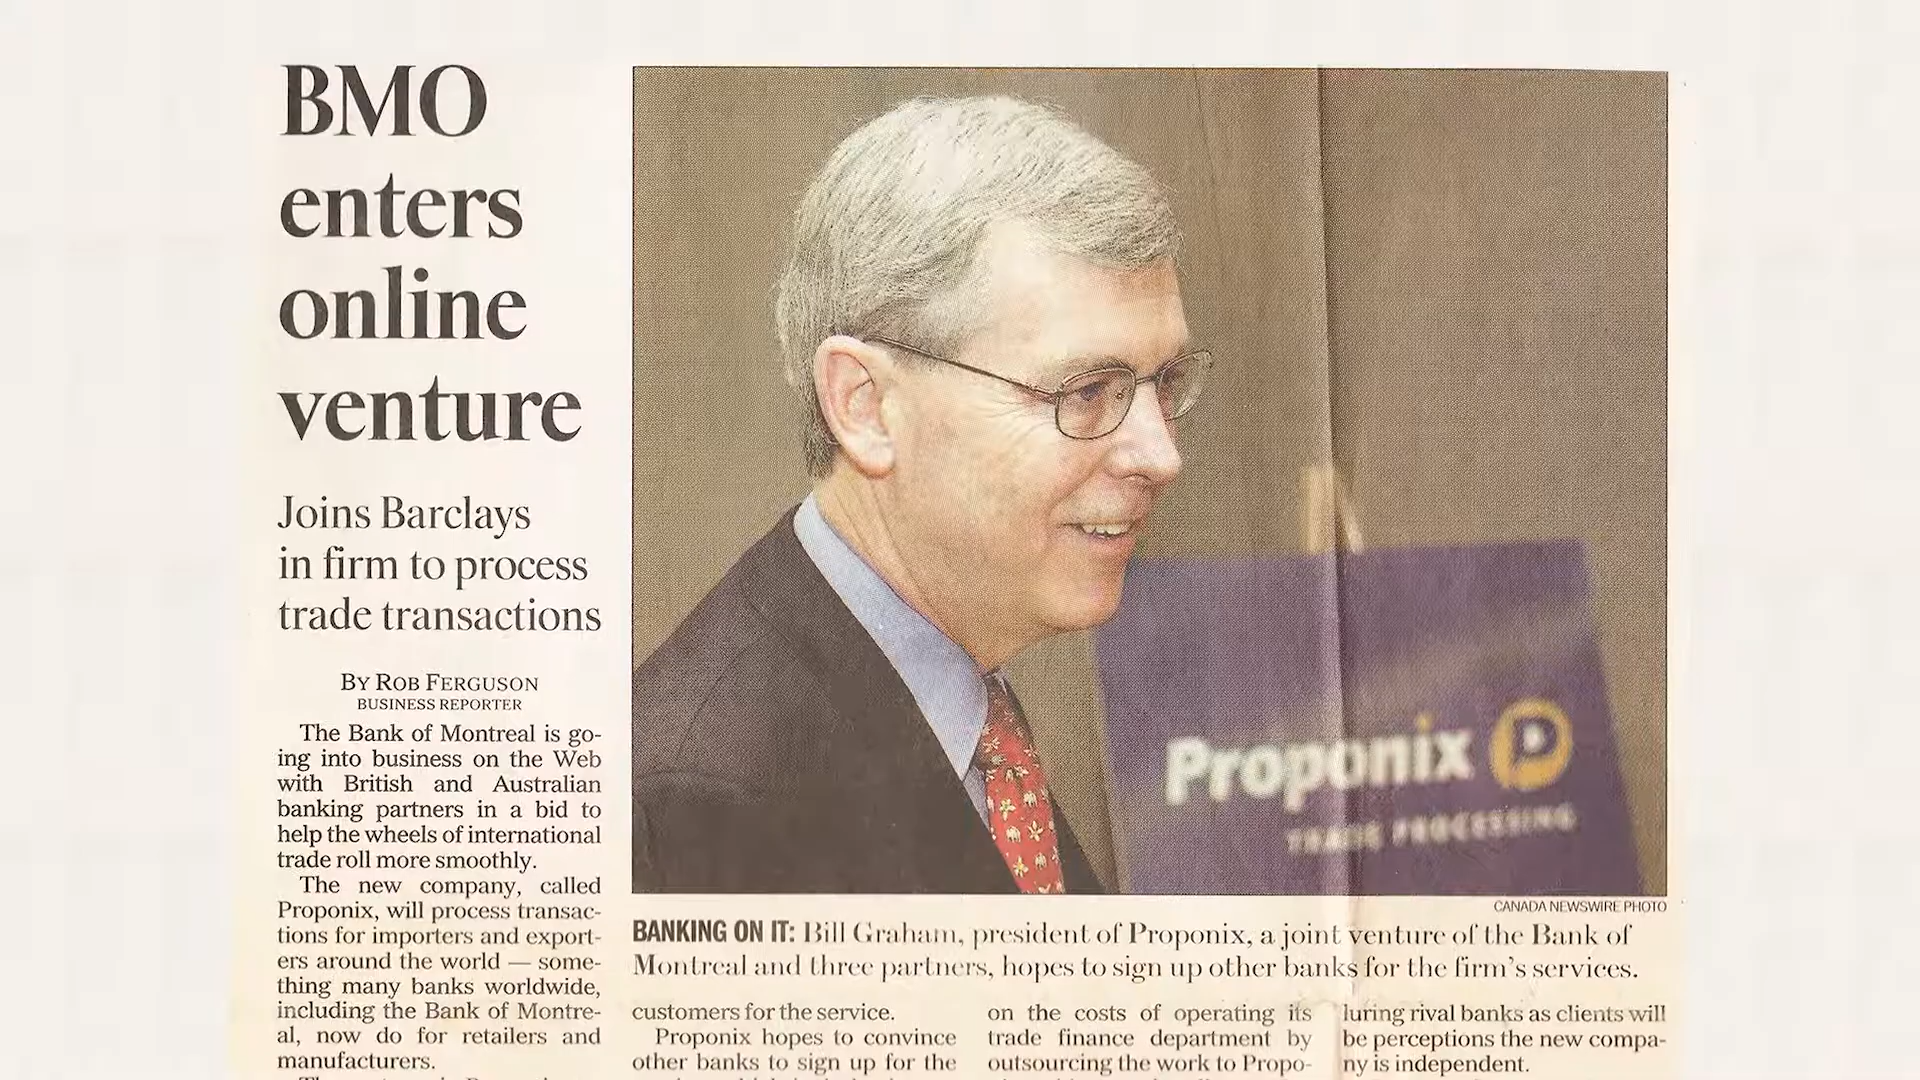 BMO
enters
online
venture
Joins Barclays
in firm to process
trade transactions
BY ROB FERGUSON
BUSINESS REPORTER
The Bank of Montreal is go-
ing into business on the Web
with British and Australian
banking partners in a bid to
help the wheels of international
trade roll more smoothly.
The new company, called
Proponix, will process transac-
tions for importers and export-
ers around the world — some-
thing many banks worldwide,
including the Bank of Montre-
al, now do for retailers and
manufacturers.
Proponix
TRADE PROCESSING
CANADA NEWSWIRE PHOTO
BANKING ON IT: Bill Graham, president of Proponix, a joint venture of the Bank of
Montreal and three partners, hopes to sign up other banks for the firm's services.
customers for the service.
Proponix hopes to convince
other banks to sign up for the
on the costs of operating its
trade finance department by
outsourcing the work to Propo-
luring rival banks as clients will
be perceptions the new compa-
ny is independent.